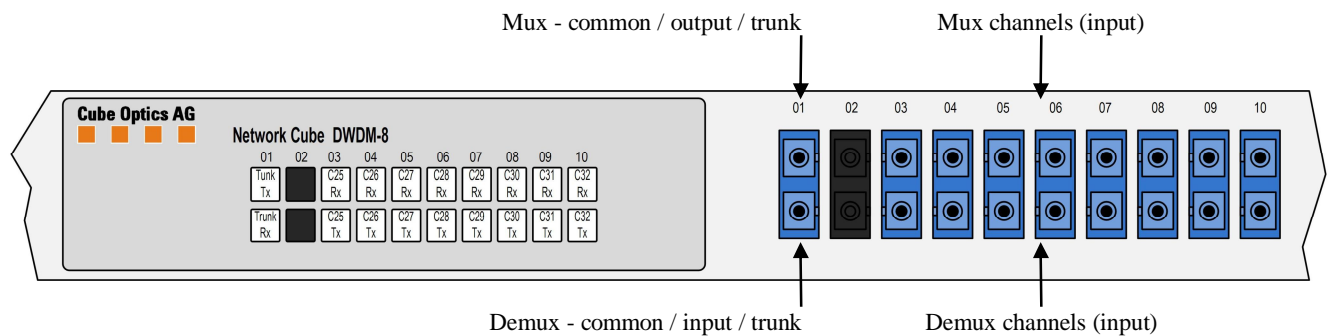 Mux - common / output / trunk Mux channels (input)
Cube Optics AG
Network Cube DWDM-8
01 02 03 04 05 06 07 08 09 10
Tunk C25 C26 C27 C28 C29 C30 C31 C32
Tx Rx Rx Rx Rx Rx Rx Rx Rx
Trunk C25 C26 C27 C28 C29 C30 C31 C32
Rx Tx Tx Tx Tx Tx Tx Tx Tx
01 02 03 04 05 06 07 08 09 10
Demux - common / input / trunk Demux channels (input)